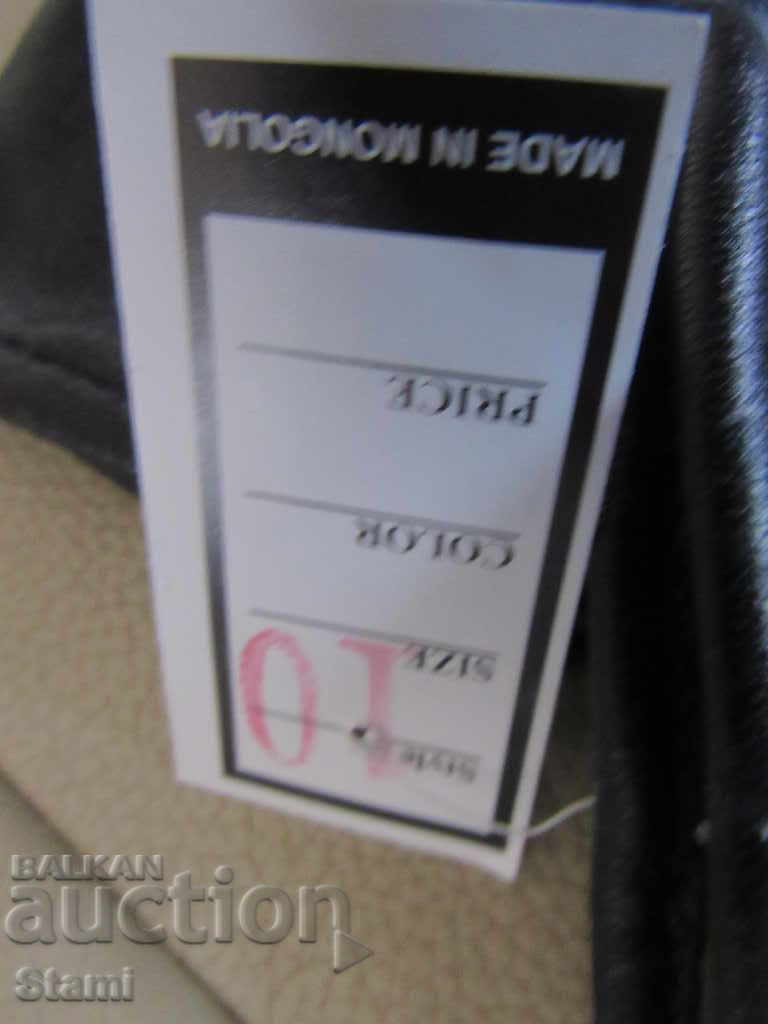 Style
10
SIZE
COLOR
PRICE
MADE IN MONGOLIA
BALKAN
auction
Stami